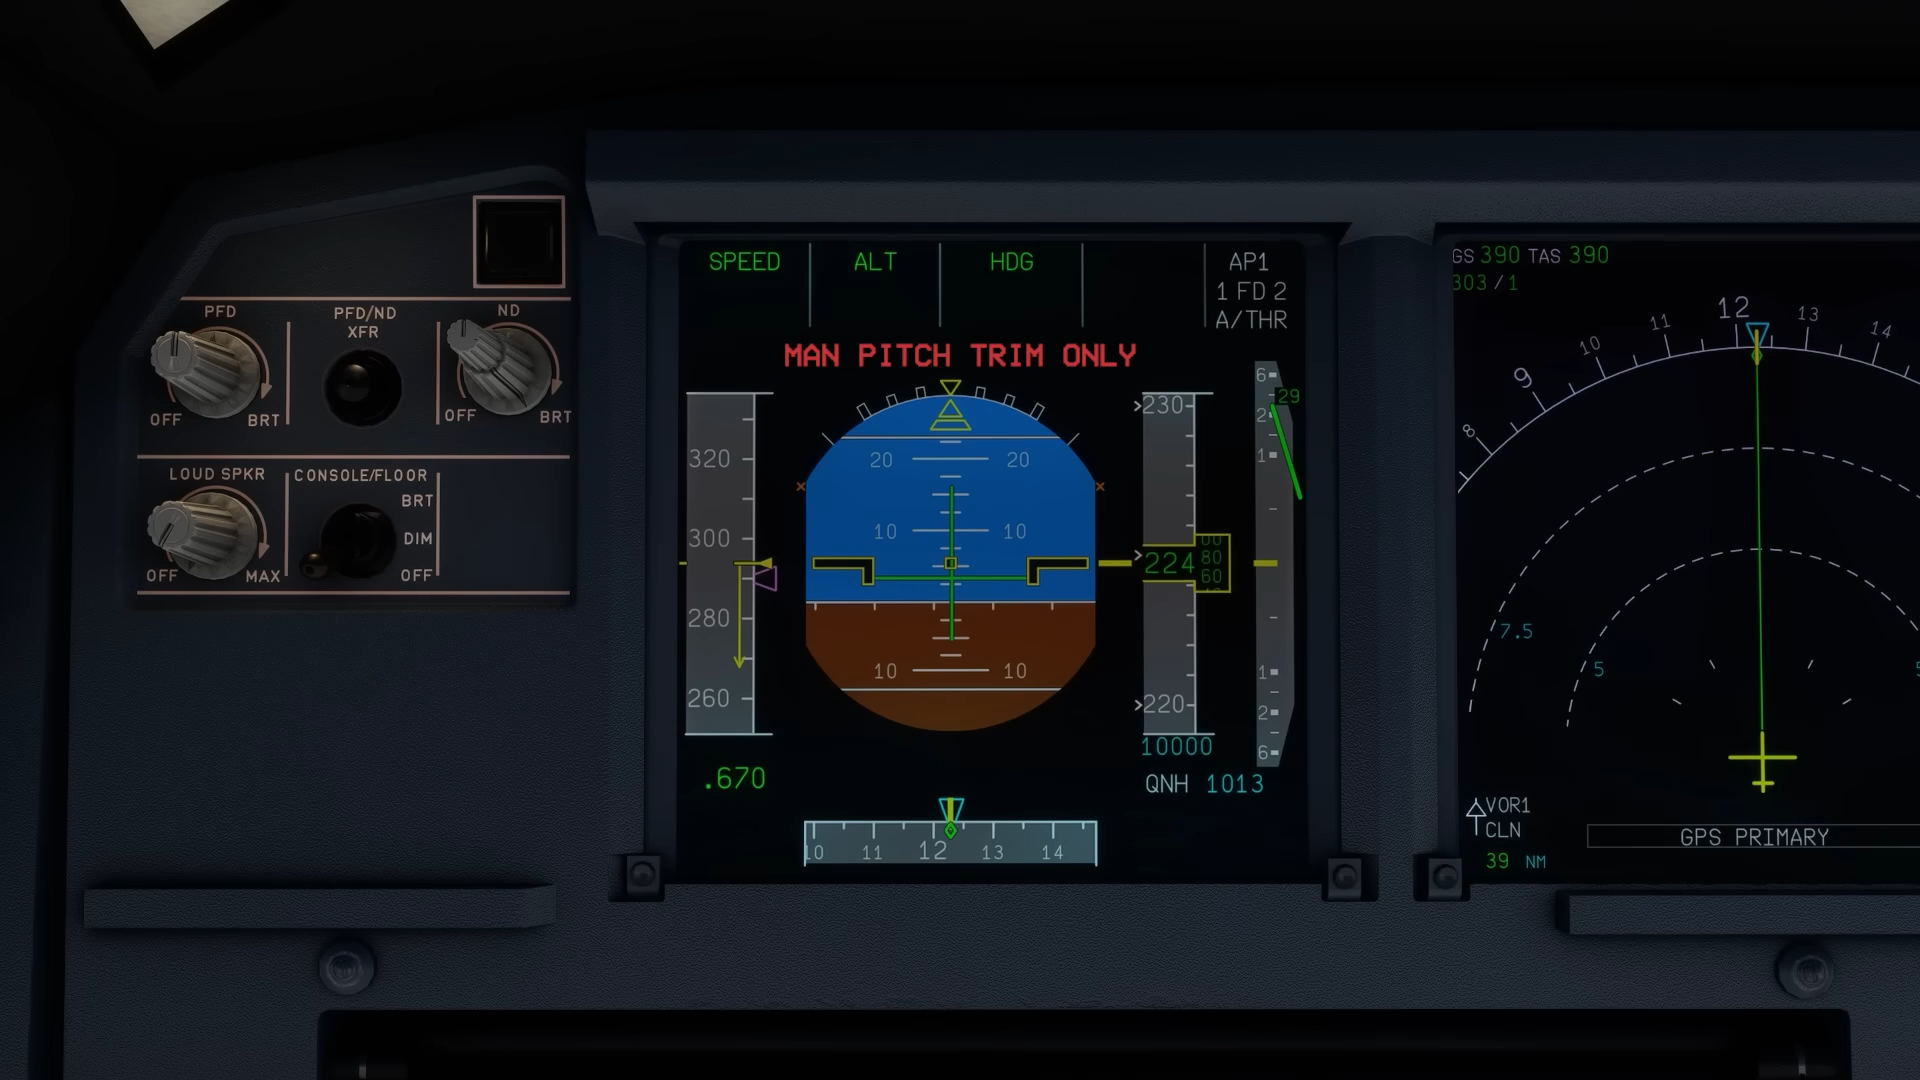 PFD
PFD/ND
XFR
ND
OFF
BRT
OFF
BRT
LOUD SPKR
CONSOLE/FLOOR
BRT
DIM
OFF
OFF
MAX
SPEED
ALT
HDG
AP1
1 FD 2
A/THR
MAN PITCH TRIM ONLY
320
300
280
260
.670
20
20
10
10
10
10
230
224
80
60
220
10000
QNH 1013
6
29
2
1
1
2
6
10
11
12
13
14
GS 390 TAS 390
303/1
8
9
10
11
12
13
14
7.5
5
VOR1
CLN
39 NM
GPS PRIMARY